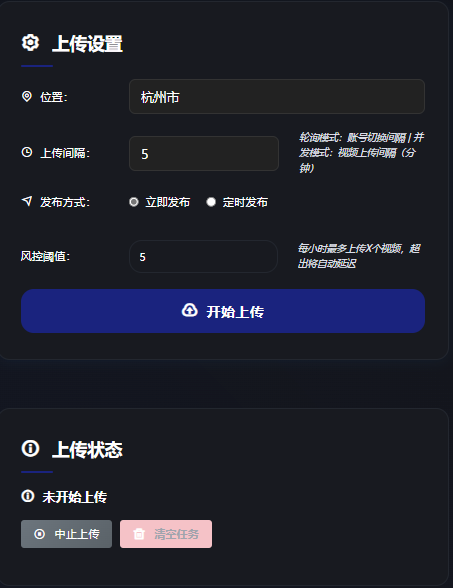 上传设置
位置:
杭州市
上传间隔:
5
轮询模式: 账号切换间隔 | 并
发模式: 视频上传间隔（分
钟）
发布方式:
立即发布
定时发布
风控阈值:
5
每小时最多上传X个视频，超
出将自动延迟
开始上传
上传状态
未开始上传
中止上传
清空任务